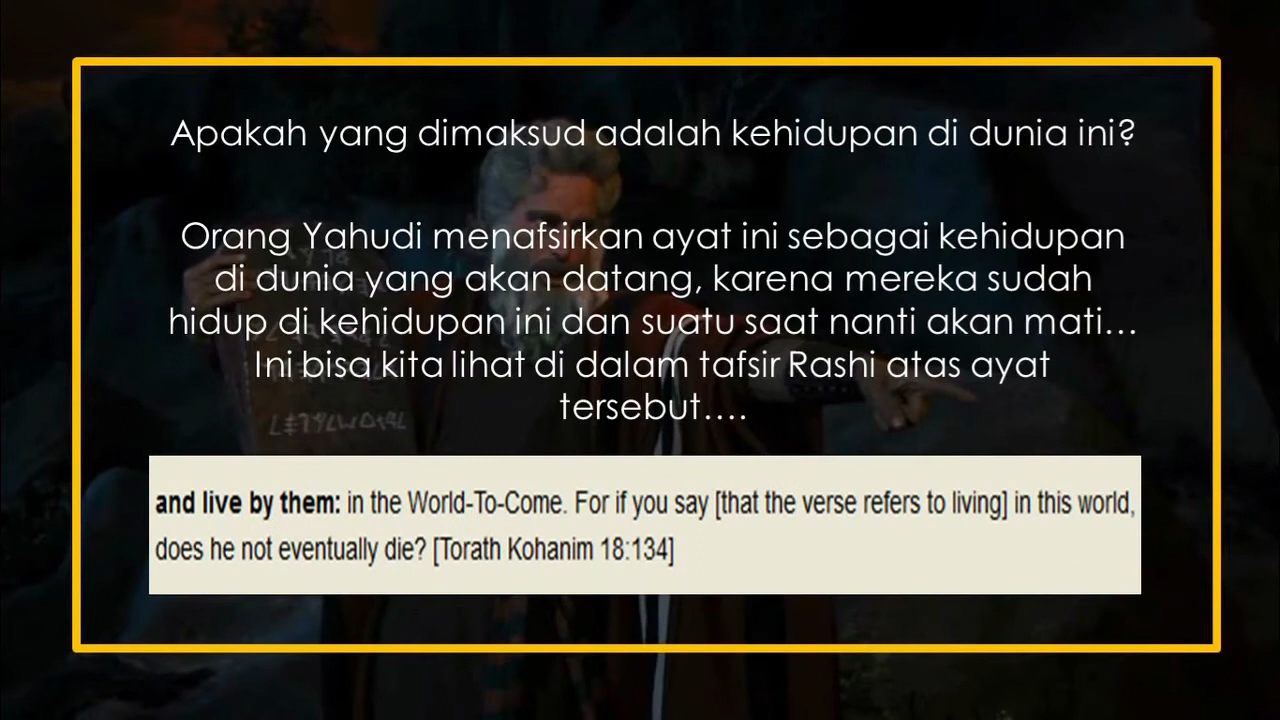 Apakah yang dimaksud adalah kehidupan di dunia ini?
Orang Yahudi menafsirkan ayat ini sebagai kehidupan
di dunia yang akan datang, karena mereka sudah
hidup di kehidupan ini dan suatu saat nanti akan mati...
Ini bisa kita lihat di dalam tafsir Rashi atas ayat
tersebut....
and live by them: in the World-To-Come. For if you say [that the verse refers to living] in this world,
does he not eventually die? [Torath Kohanim 18:134]